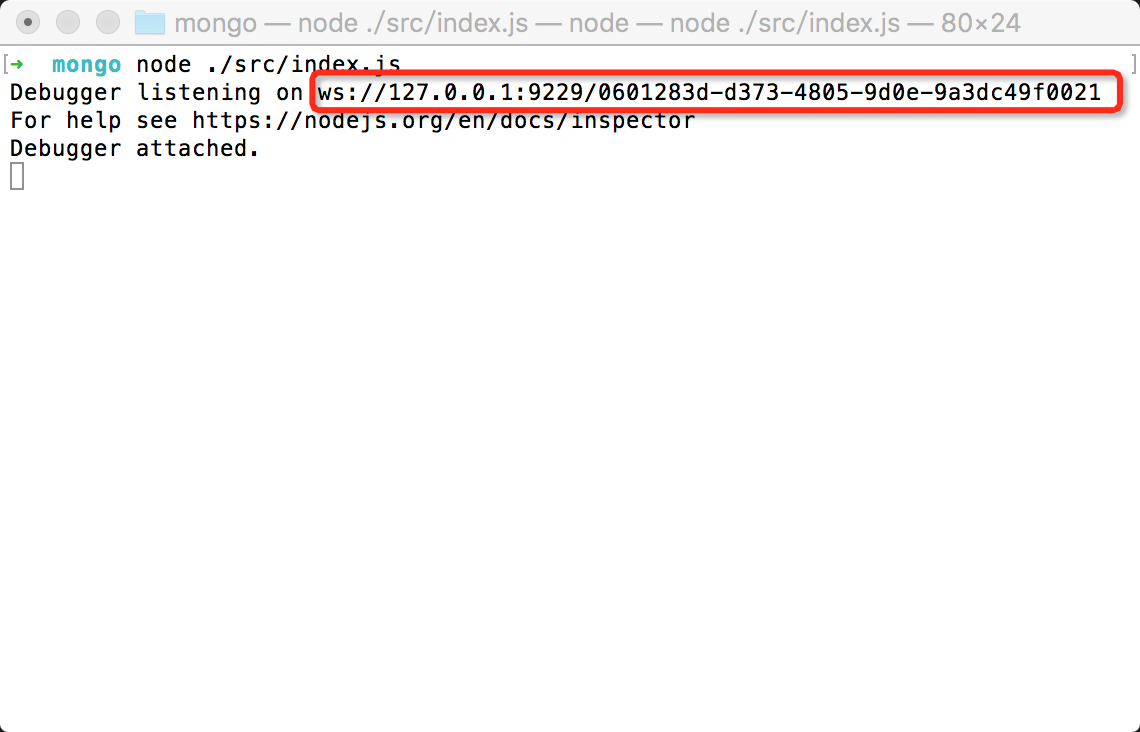 mongo — node ./src/index.js — node — node ./src/index.js — 80×24
[➜  mongo node ./src/index.js ]
Debugger listening on ws://127.0.0.1:9229/0601283d-d373-4805-9d0e-9a3dc49f0021
For help see https://nodejs.org/en/docs/inspector
Debugger attached.